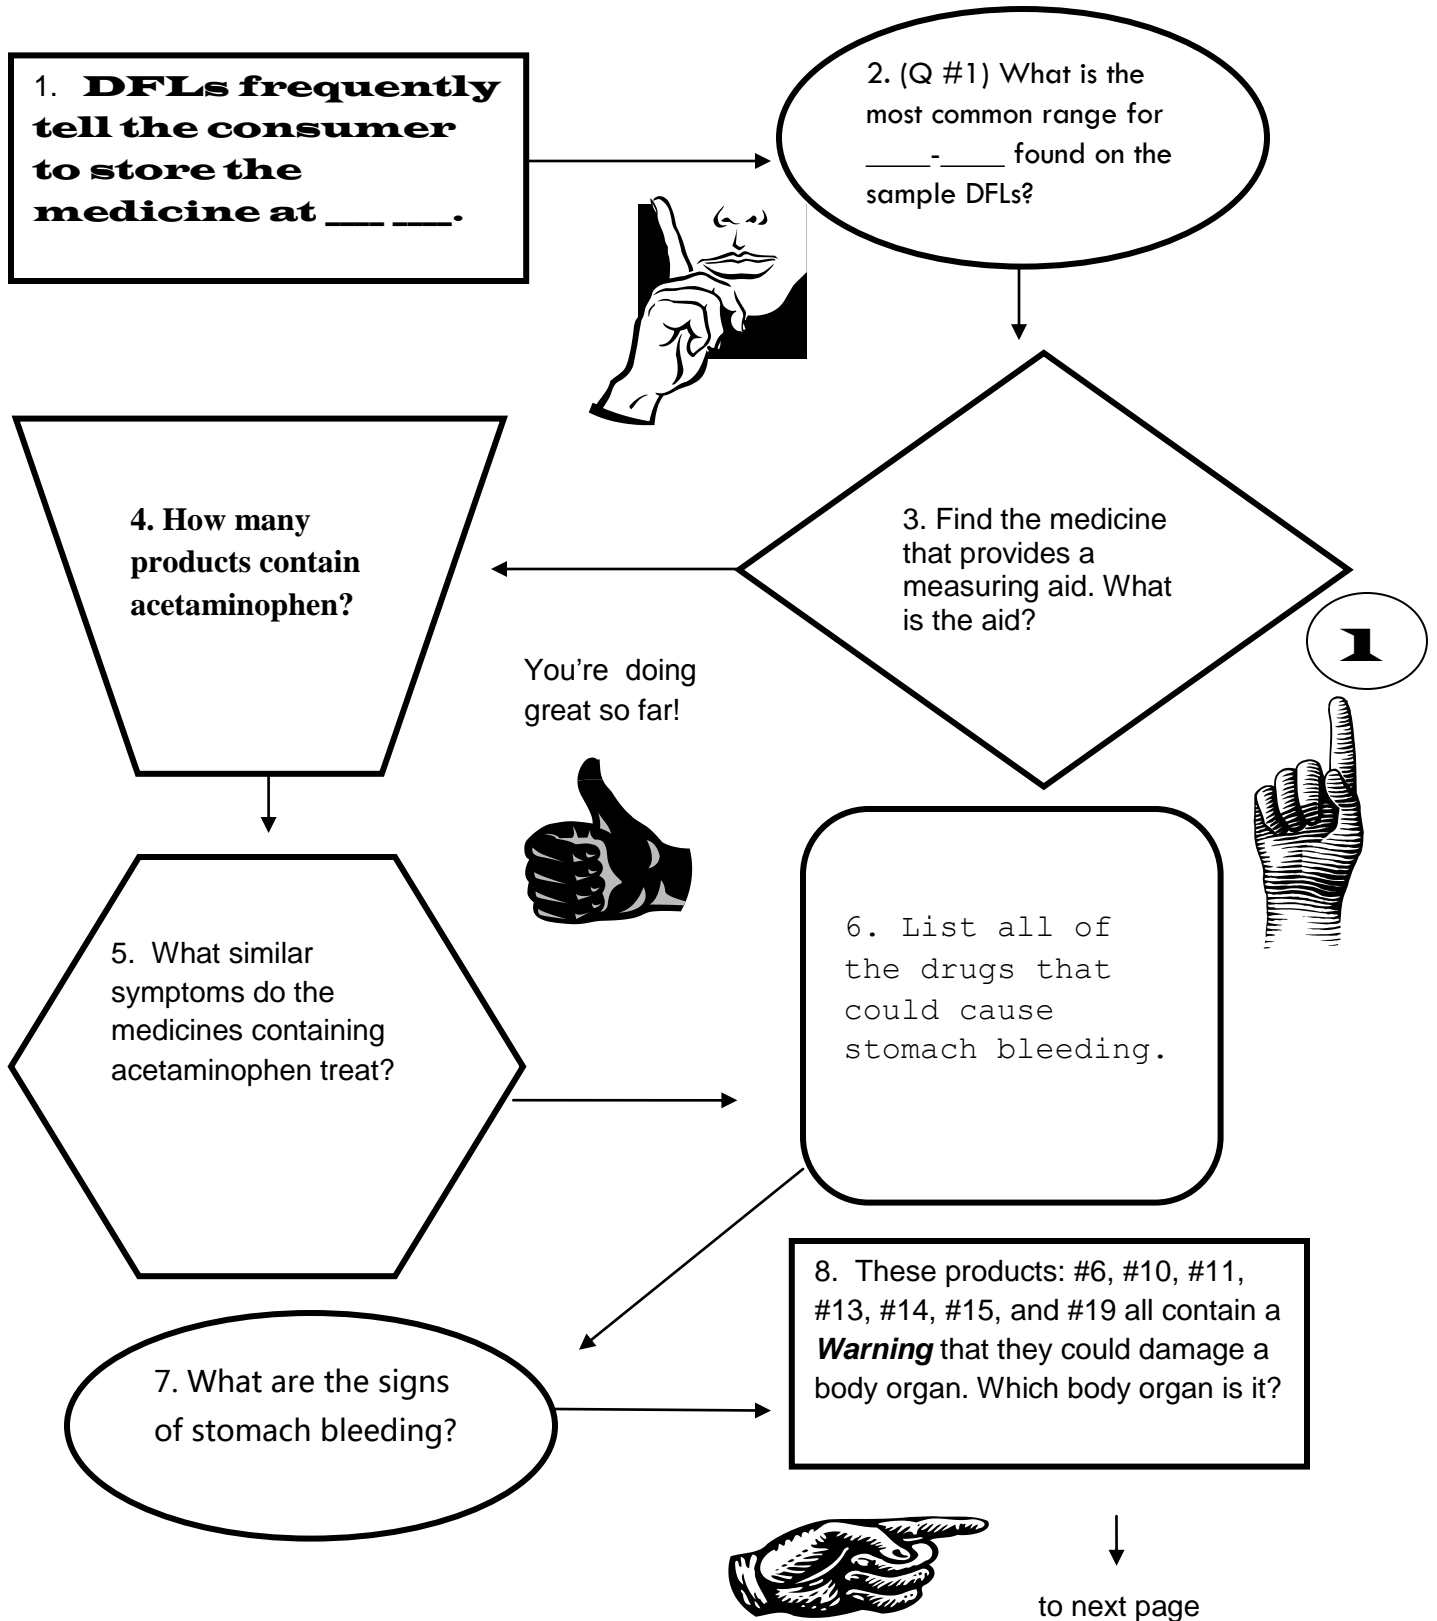 1. DFLs frequently
tell the consumer
to store the
medicine at ___ ___.
2. (Q #1) What is the
most common range for
____-____ found on the
sample DFLs?
3. Find the medicine
that provides a
measuring aid. What
is the aid?
1
4. How many
products contain
acetaminophen?
You’re doing
great so far!
5. What similar
symptoms do the
medicines containing
acetaminophen treat?
6. List all of
the drugs that
could cause
stomach bleeding.
7. What are the signs
of stomach bleeding?
8. These products: #6, #10, #11,
#13, #14, #15, and #19 all contain a
Warning that they could damage a
body organ. Which body organ is it?
to next page